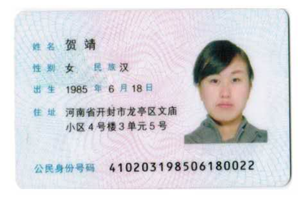 姓名 贺靖
性别 女 民族 汉
出生 1985 年 6 月 18 日
住址 河南省开封市龙亭区文庙
小区4号楼3单元5号
公民身份号码 410203198506180022